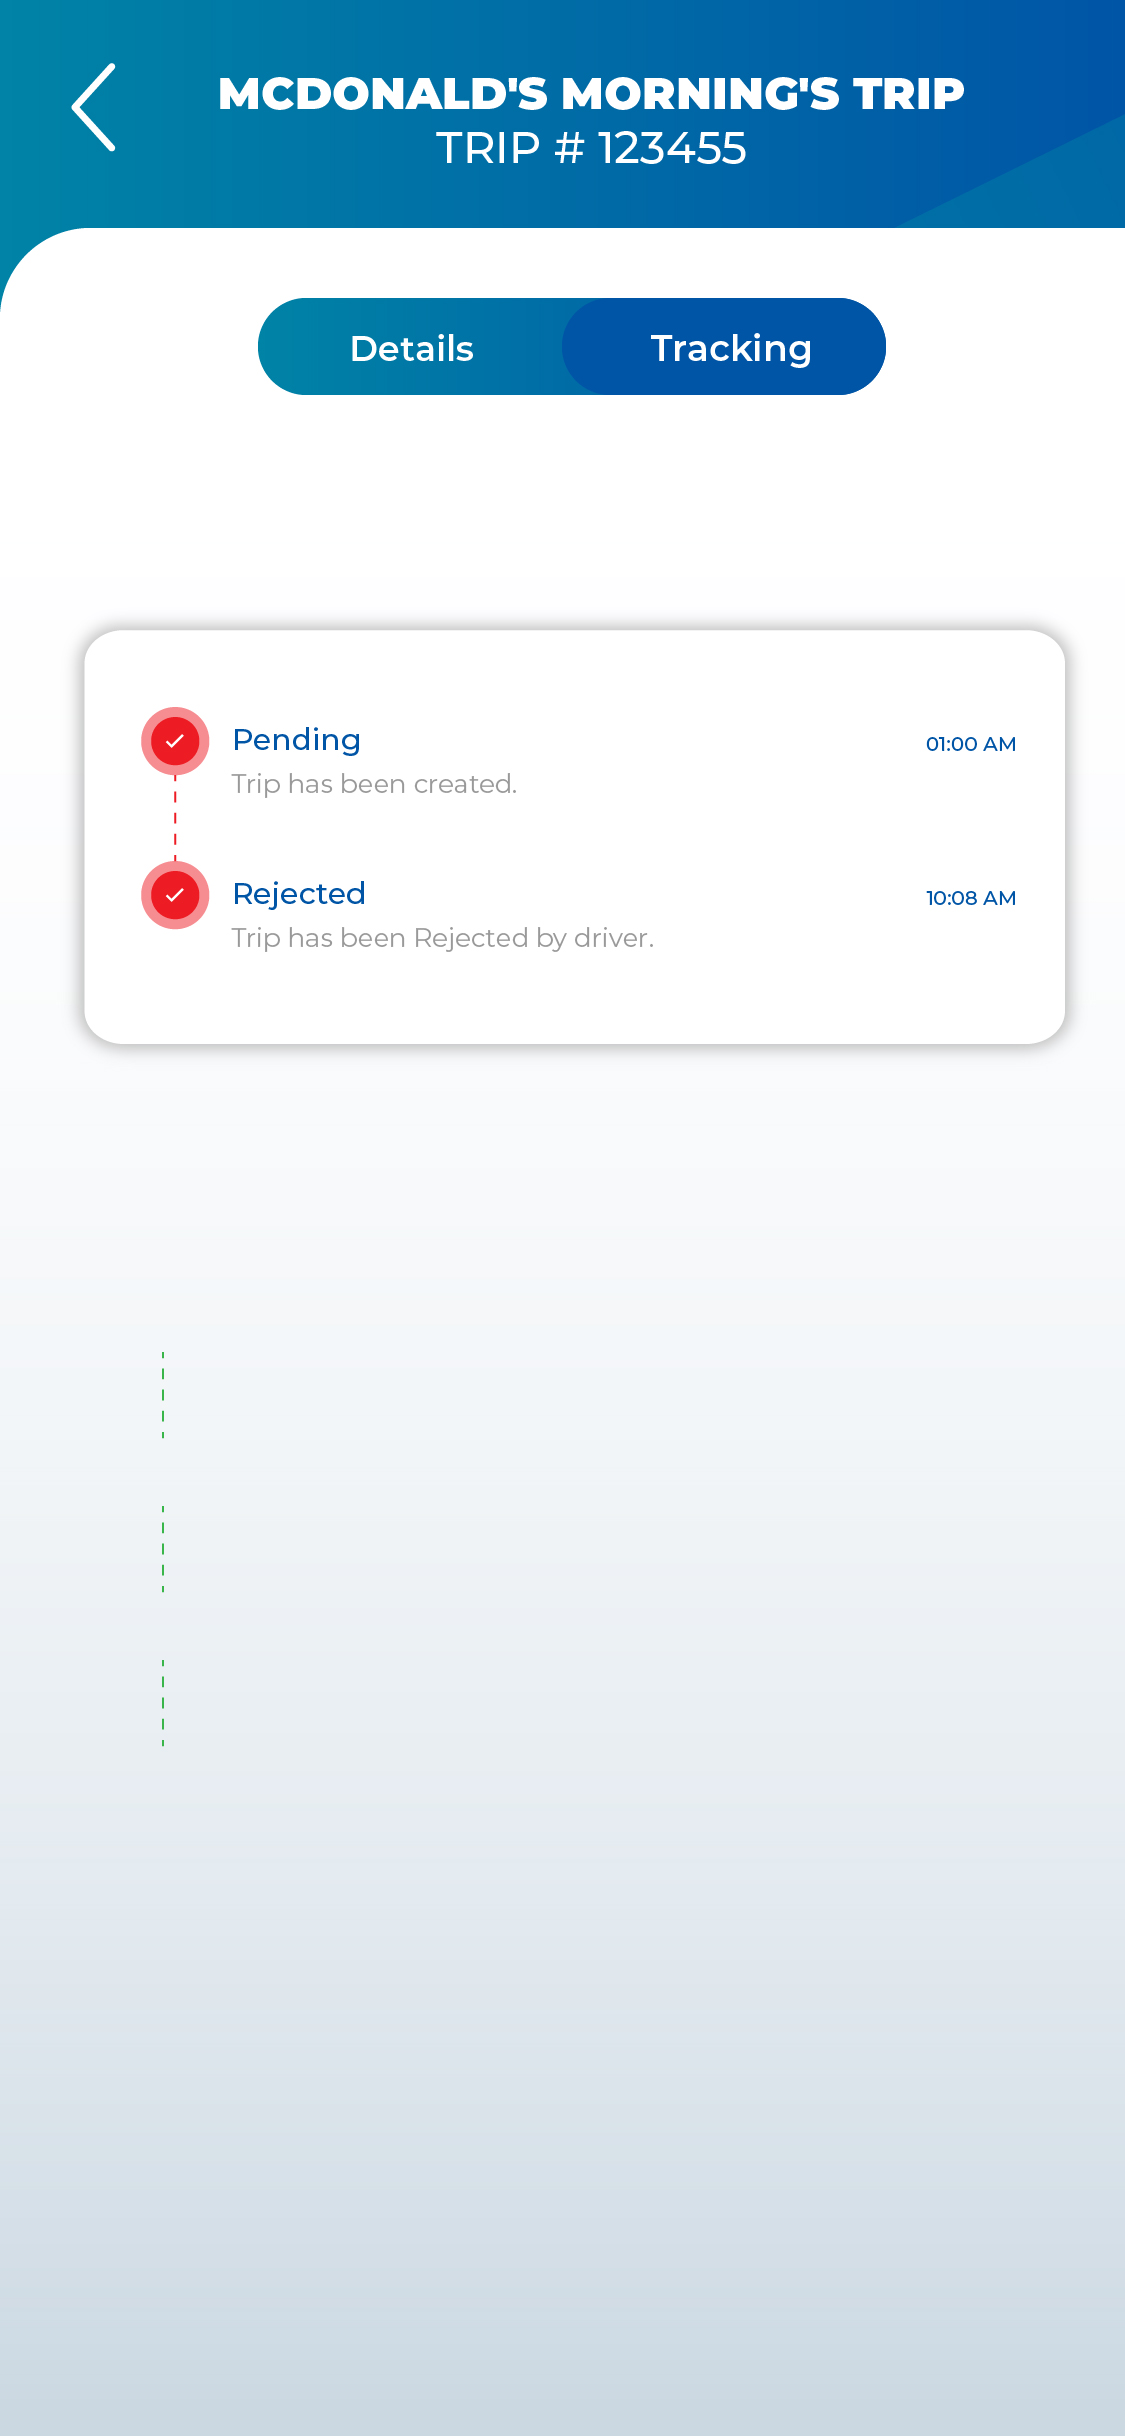 MCDONALD'S MORNING'S TRIP
TRIP # 123455
Details
Tracking
Pending
01:00 AM
Trip has been created.
Rejected
10:08 AM
Trip has been Rejected by driver.